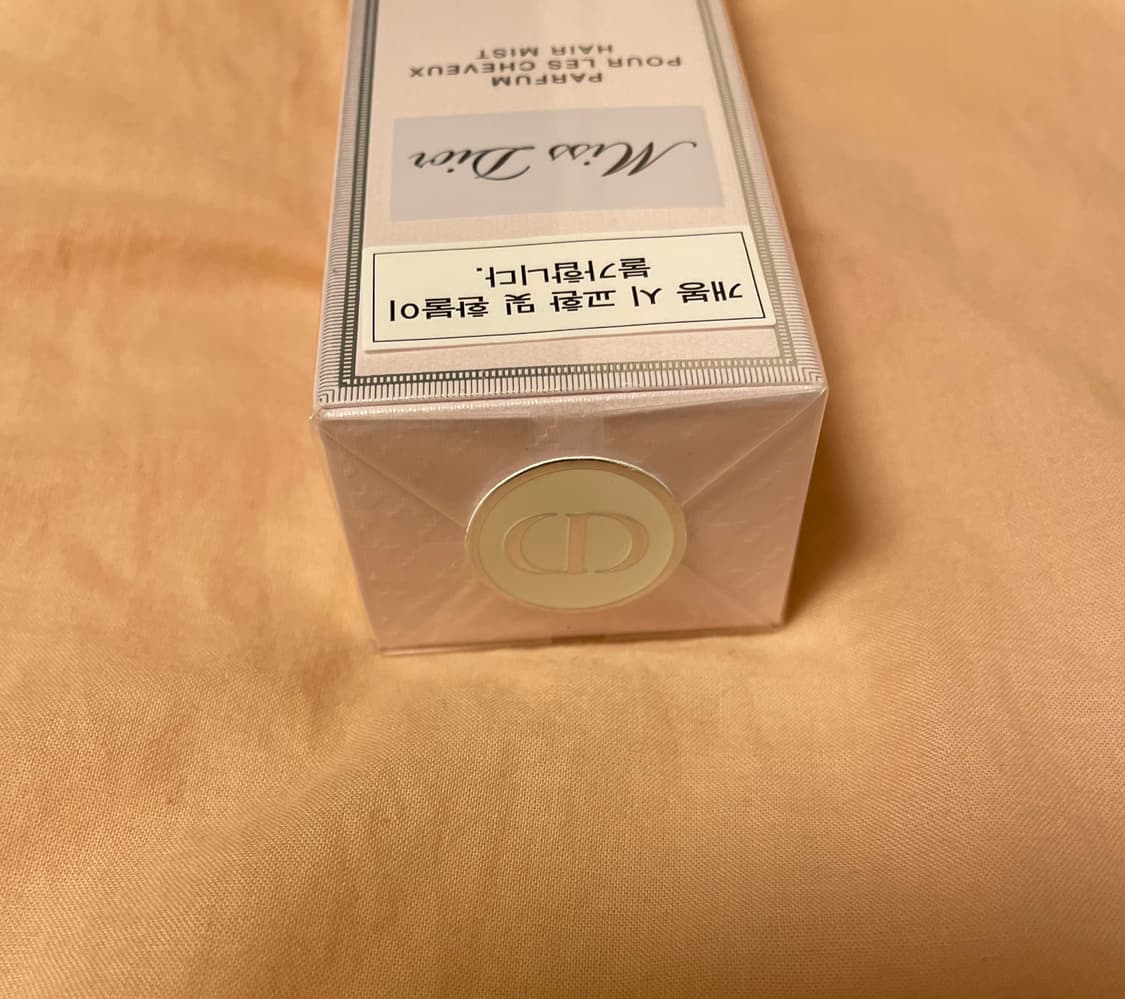 개봉 시 교환 및 환불이
불가합니다.
Miss Dior
PARFUM
POUR LES CHEVEUX
HAIR MIST
CD